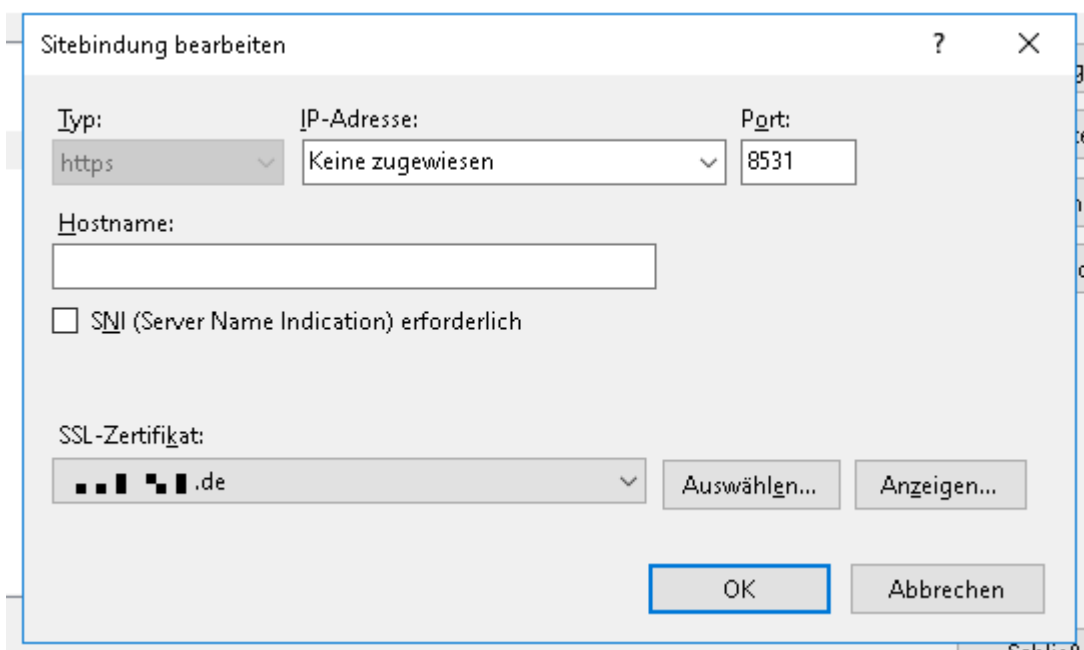 Sitebindung bearbeiten
Typ: IP-Adresse: Port:
https Keine zugewiesen 8531
Hostname:
SNI (Server Name Indication) erforderlich
SSL-Zertifikat:
.de Auswählen... Anzeigen...
OK Abbrechen